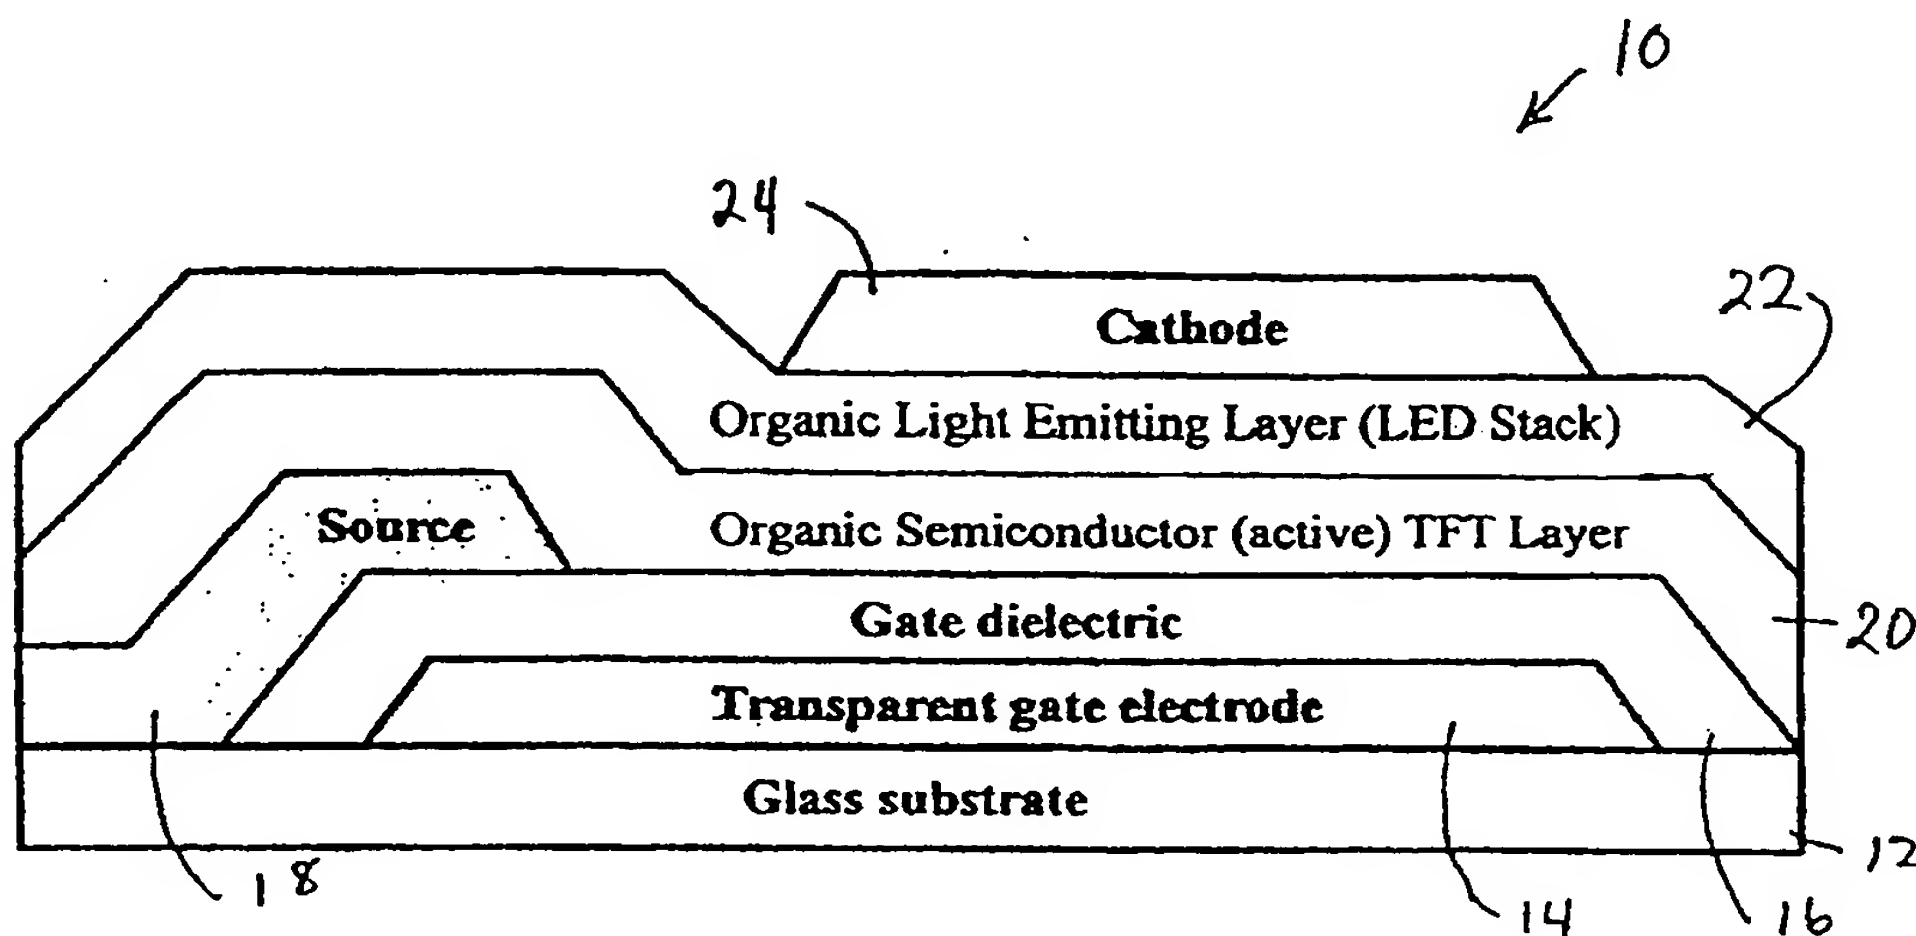 10
24
Cathode
22
Organic Light Emitting Layer (LED Stack)
Source
Organic Semiconductor (active) TFT Layer
Gate dielectric
20
Transparent gate electrode
Glass substrate
12
18
14
16